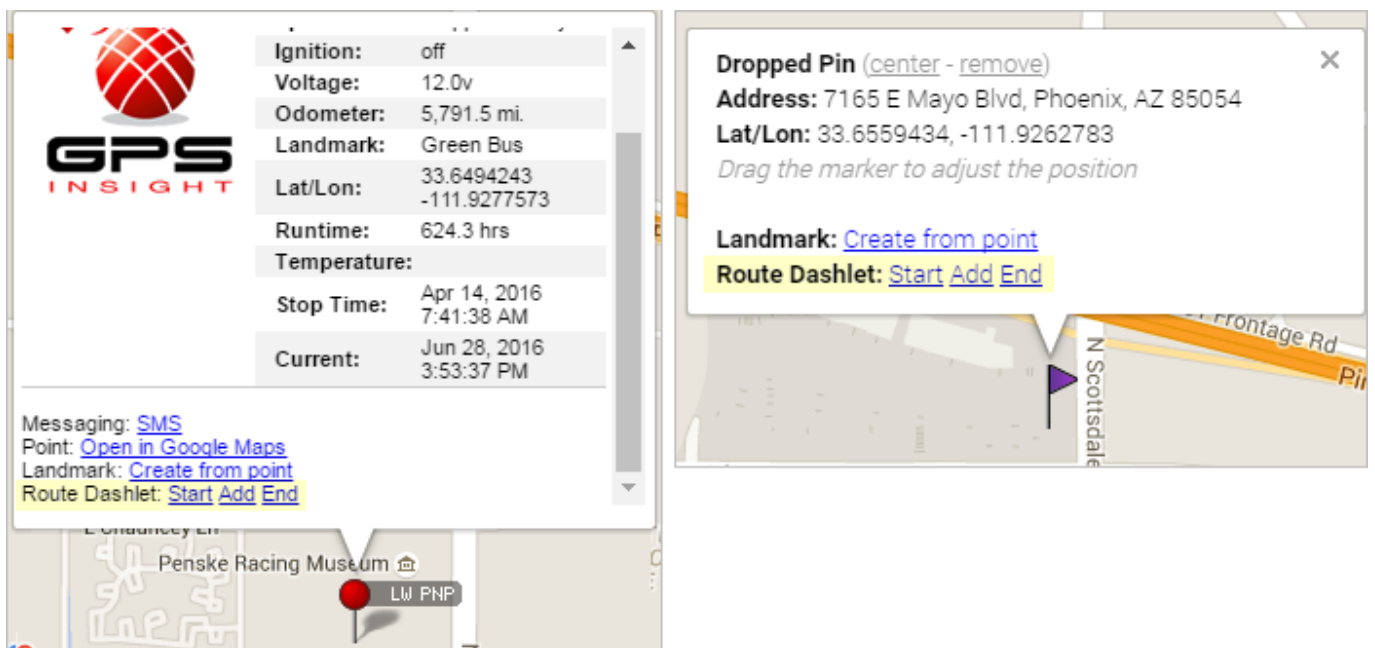 Ignition: off
Voltage: 12.0v
Odometer: 5,791.5 mi.
GPS
INSIGHT
Landmark: Green Bus
Lat/Lon: 33.6494243
-111.9277573
Runtime: 624.3 hrs
Temperature:
Stop Time: Apr 14, 2016
7:41:38 AM
Current: Jun 28, 2016
3:53:37 PM
Messaging: SMS
Point: Open in Google Maps
Landmark: Create from point
Route Dashlet: Start Add End
E Chauncey Ln
Penske Racing Museum
LW PNP
Dropped Pin (center - remove)
Address: 7165 E Mayo Blvd, Phoenix, AZ 85054
Lat/Lon: 33.6559434, -111.9262783
Drag the marker to adjust the position
Landmark: Create from point
Route Dashlet: Start Add End
Frontage Rd
N Scottsdale
Pi